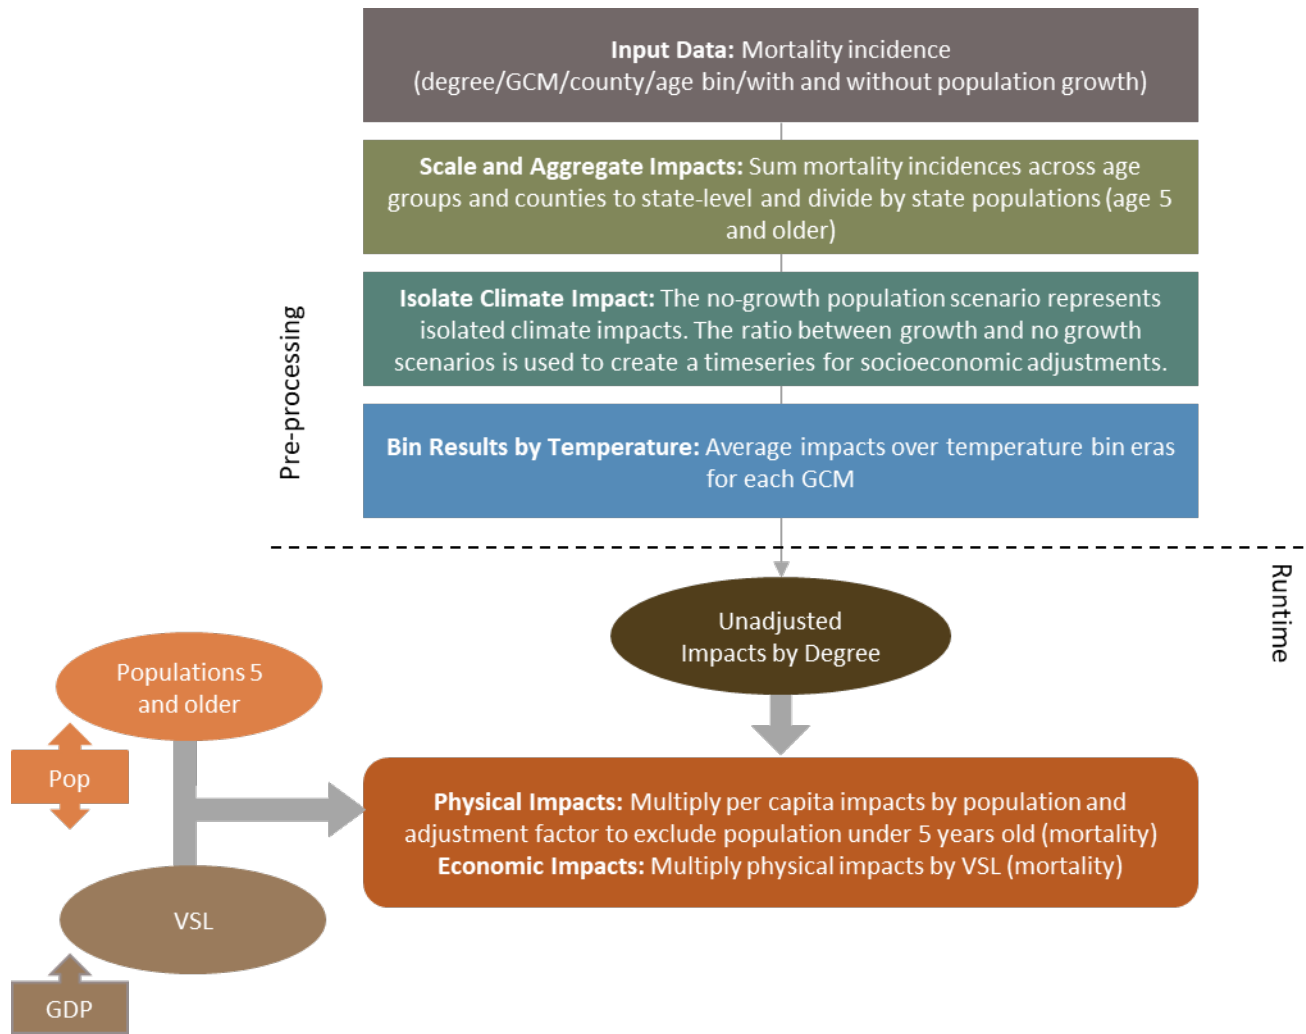 Input Data: Mortality incidence
(degree/GCM/county/age bin/with and without population growth)
Scale and Aggregate Impacts: Sum mortality incidences across age
groups and counties to state-level and divide by state populations (age 5
and older)
Isolate Climate Impact: The no-growth population scenario represents
isolated climate impacts. The ratio between growth and no growth
scenarios is used to create a timeseries for socioeconomic adjustments.
Bin Results by Temperature: Average impacts over temperature bin eras
for each GCM
Pre-processing
Runtime
Unadjusted
Impacts by Degree
Populations 5
and older
Pop
VSL
GDP
Physical Impacts: Multiply per capita impacts by population and
adjustment factor to exclude population under 5 years old (mortality)
Economic Impacts: Multiply physical impacts by VSL (mortality)